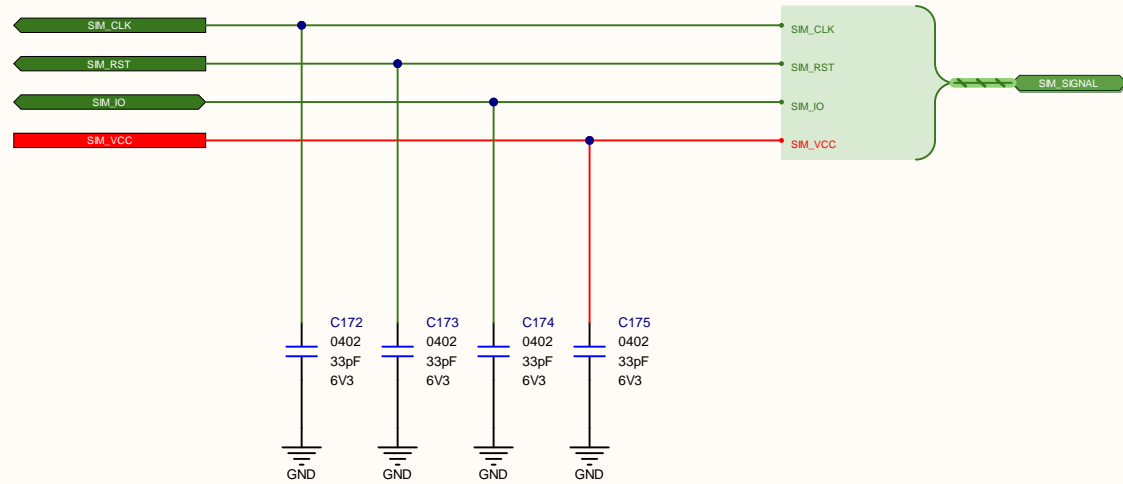 SIM_CLK
SIM_CLK
SIM_RST
SIM_RST
SIM_SIGNAL
SIM_IO
SIM_IO
SIM_VCC
SIM_VCC
C172
0402
33pF
6V3
C173
0402
33pF
6V3
C174
0402
33pF
6V3
C175
0402
33pF
6V3
GND
GND
GND
GND